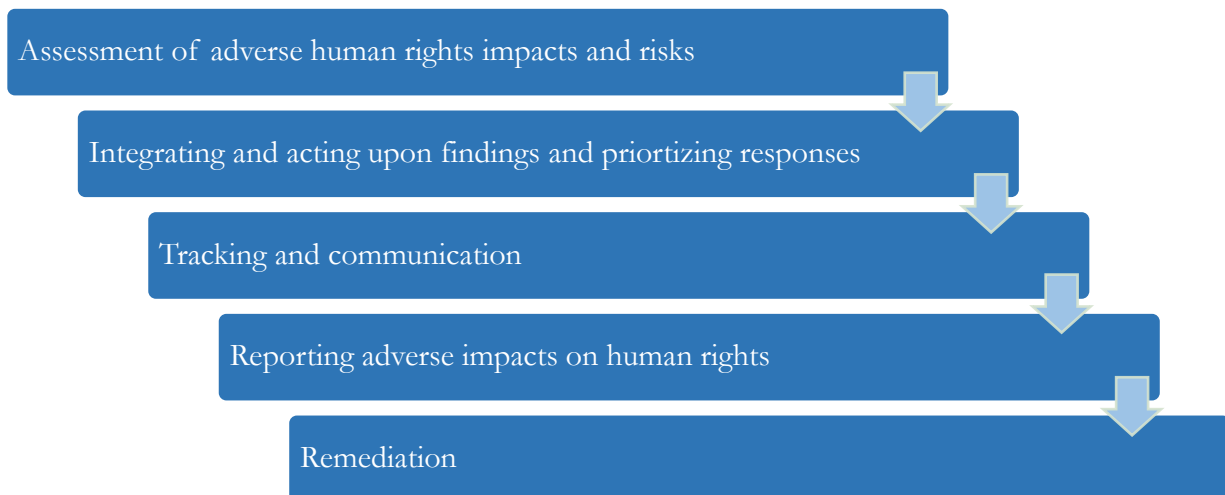 Assessment of adverse human rights impacts and risks
Integrating and acting upon findings and priortizing responses
Tracking and communication
Reporting adverse impacts on human rights
Remediation